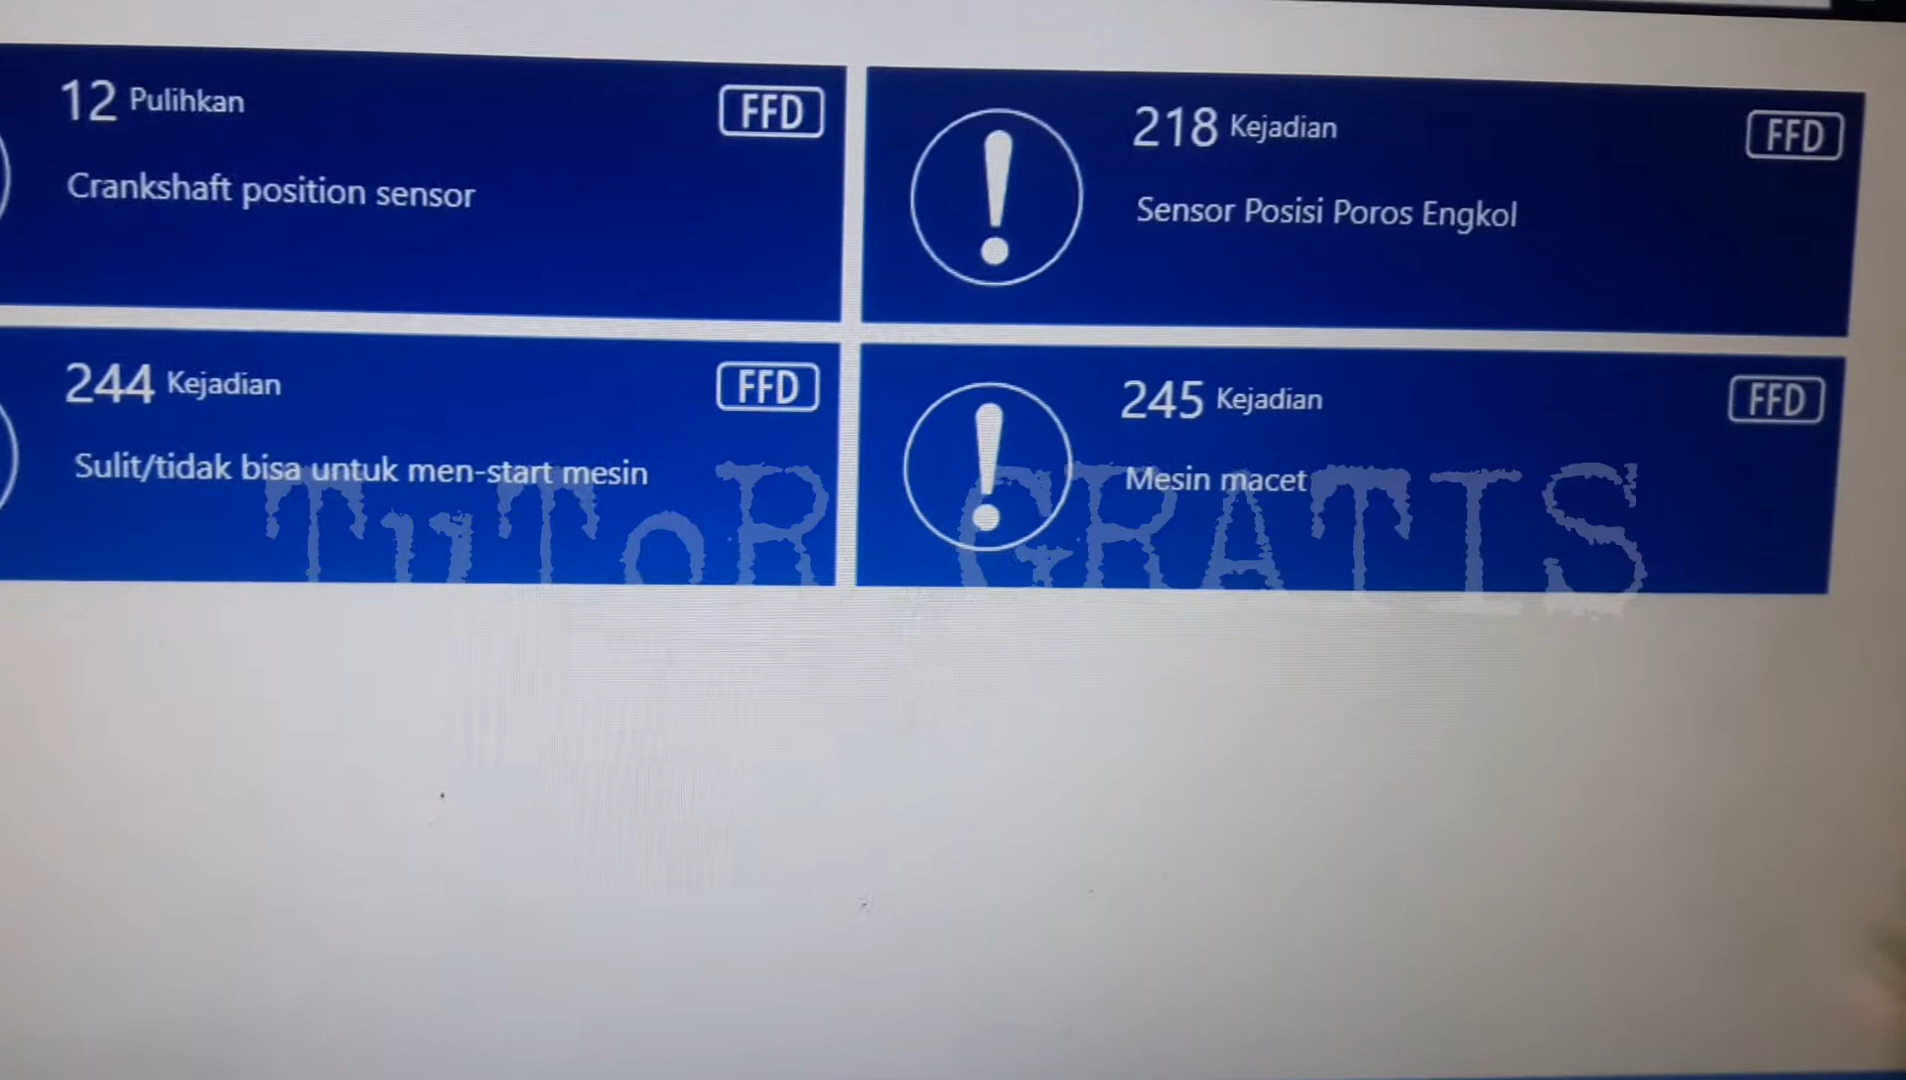 12 Pulihkan
FFD
Crankshaft position sensor
218 Kejadian
FFD
Sensor Posisi Poros Engkol
244 Kejadian
FFD
Sulit/tidak bisa untuk men-start mesin
245 Kejadian
FFD
Mesin macet
TuToR GRATIS